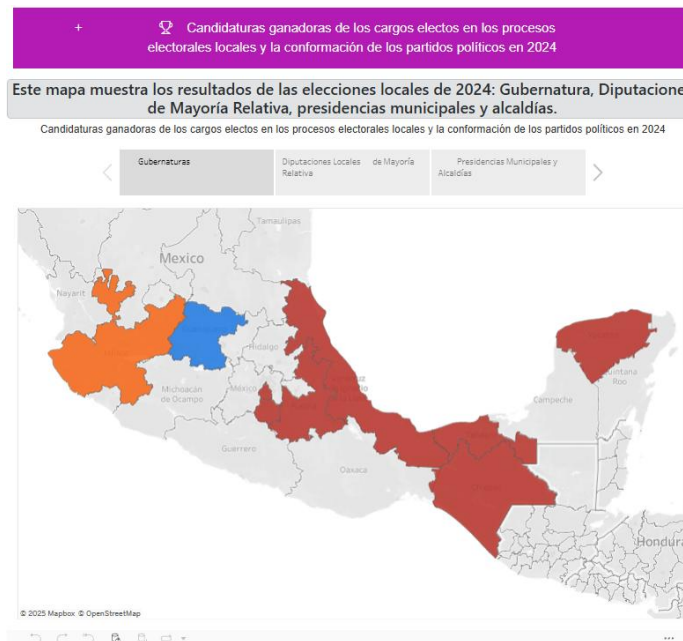 + Candidaturas ganadoras de los cargos electos en los procesos
electorales locales y la conformación de los partidos políticos en 2024
Este mapa muestra los resultados de las elecciones locales de 2024: Gubernatura, Diputacione
de Mayoría Relativa, presidencias municipales y alcaldías.
Candidaturas ganadoras de los cargos electos en los procesos electorales locales y la conformación de los partidos políticos en 2024
Gubernaturas
Diputaciones Locales de Mayoría
Relativa
Presidencias Municipales y
Alcaldías
Tamaulipas
Mexico
Nayarit
Hidalgo
Michoacán
de Ocampo
México
Quintana
Roo
Campeche
Guerrero
Oaxaca
Hondura
© 2025 Mapbox © OpenStreetMap